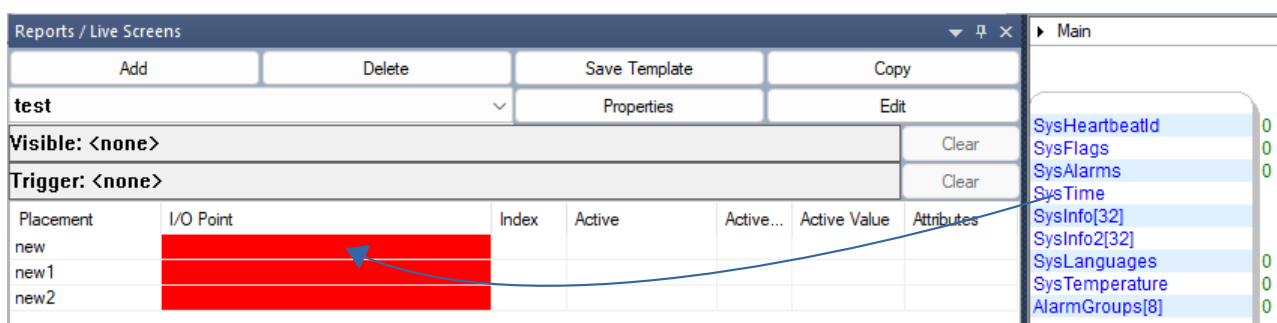 Reports / Live Screens
Add Delete Save Template Copy
test Properties Edit
Visible: <none> Clear
Trigger: <none> Clear
Placement I/O Point Index Active Active... Active Value Attributes
new
new1
new2
Main
SysHeartbeatId 0
SysFlags 0
SysAlarms 0
SysTime
SysInfo[32]
SysInfo2[32]
SysLanguages 0
SysTemperature 0
AlarmGroups[8] 0